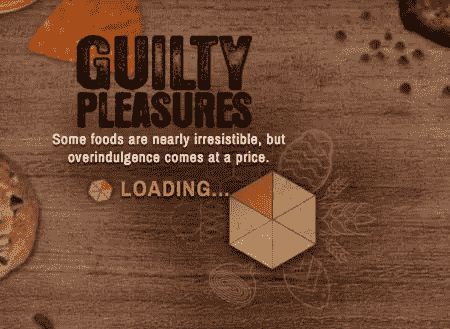 GUILTY
PLEASURES
Some foods are nearly irresistible, but
overindulgence comes at a price.
LOADING...